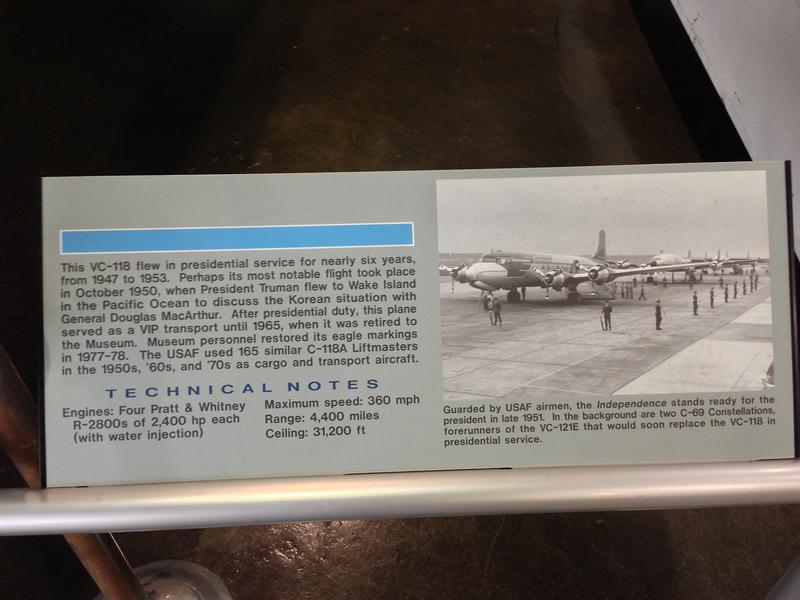 This VC-118 flew in presidential service for nearly six years,
from 1947 to 1953. Perhaps its most notable flight took place
in October 1950, when President Truman flew to Wake Island
in the Pacific Ocean to discuss the Korean situation with
General Douglas MacArthur. After presidential duty, this plane
served as a VIP transport until 1965, when it was retired to
the Museum. Museum personnel restored its eagle markings
in 1977-78. The USAF used 165 similar C-118A Liftmasters
in the 1950s, '60s, and '70s as cargo and transport aircraft.
TECHNICAL NOTES
Engines: Four Pratt & Whitney
R-2800s of 2,400 hp each
(with water injection)
Maximum speed: 360 mph
Range: 4,400 miles
Ceiling: 31,200 ft
Guarded by USAF airmen, the Independence stands ready for the
president in late 1951. In the background are two C-69 Constellations,
forerunners of the VC-121E that would soon replace the VC-118 in
presidential service.